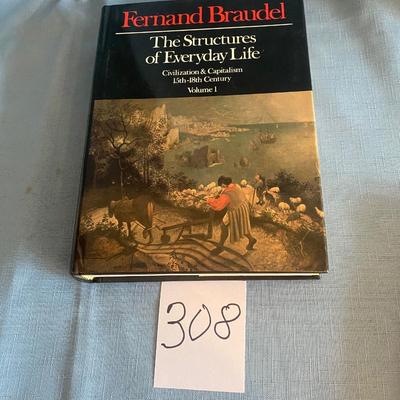 Fernand Braudel
The Structures
of Everyday Life
Civilization & Capitalism
15th-18th Century
Volume 1
308